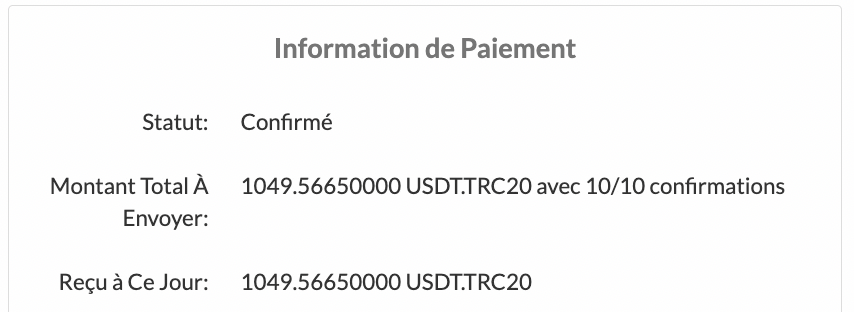 Information de Paiement
Statut: Confirmé
Montant Total À 1049.56650000 USDT.TRC20 avec 10/10 confirmations
Envoyer:
Reçu à Ce Jour: 1049.56650000 USDT.TRC20